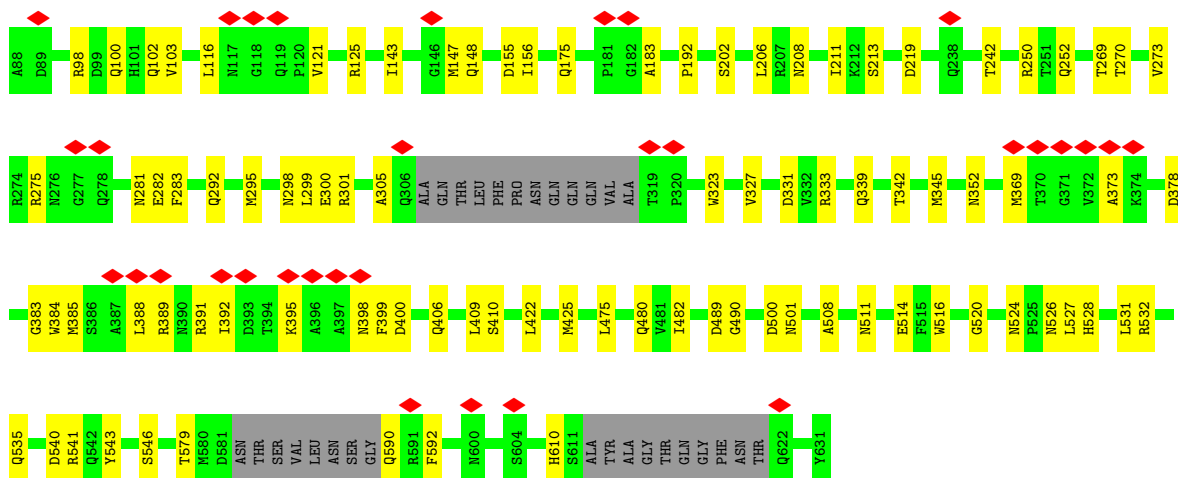 A88 D89 R98 D99 Q100 H101 Q102 V103 L116 N117 G118 Q119 P120 V121 R125 I143 G146 M147 Q148 D155 I156 Q175 P181 G182 A183 P192 S202 L206 R207 N208 I211 K212 S213 D219 Q238 T242 R250 T251 Q252 T269 T270 V273
R274 R275 N276 G277 Q278 N281 E282 F283 Q292 M295 N298 L299 E300 R301 A305 Q306 ALA GLN THR LEU PHE PRO ASN GLN GLN GLN VAL ALA T319 P320 W323 V327 D331 V332 R333 Q339 T342 M345 N352 M369 T370 G371 V372 A373 K374 D378
G383 W384 M385 S386 A387 L388 R389 N390 R391 I392 D393 T394 K395 A396 A397 N398 F399 D400 Q406 L409 S410 L422 M425 L475 Q480 V481 I482 D489 G490 D500 N501 A508 N511 E514 F515 W516 G520 N524 P525 N526 L527 H528 L531 R532
Q535 D540 R541 Q542 Y543 S546 T579 M580 D581 ASN THR SER VAL LEU ASN SER GLY Q590 R591 F592 N600 S604 H610 S611 ALA TYR ALA GLY THR GLN GLY PHE ASN THR Q622 Y631